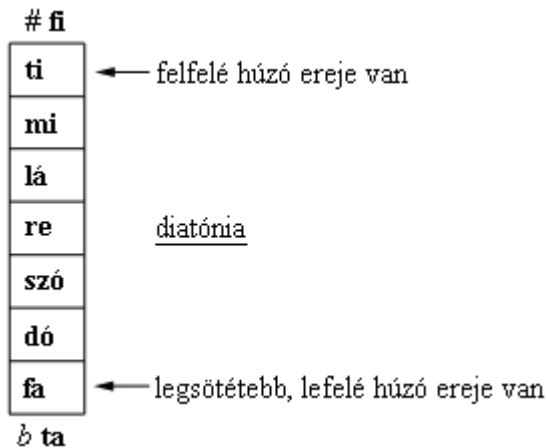 # fi
ti felfelé húzó ereje van
mi
lá
re diatónia
szó
dó
fa legsötétebb, lefelé húzó ereje van
b ta